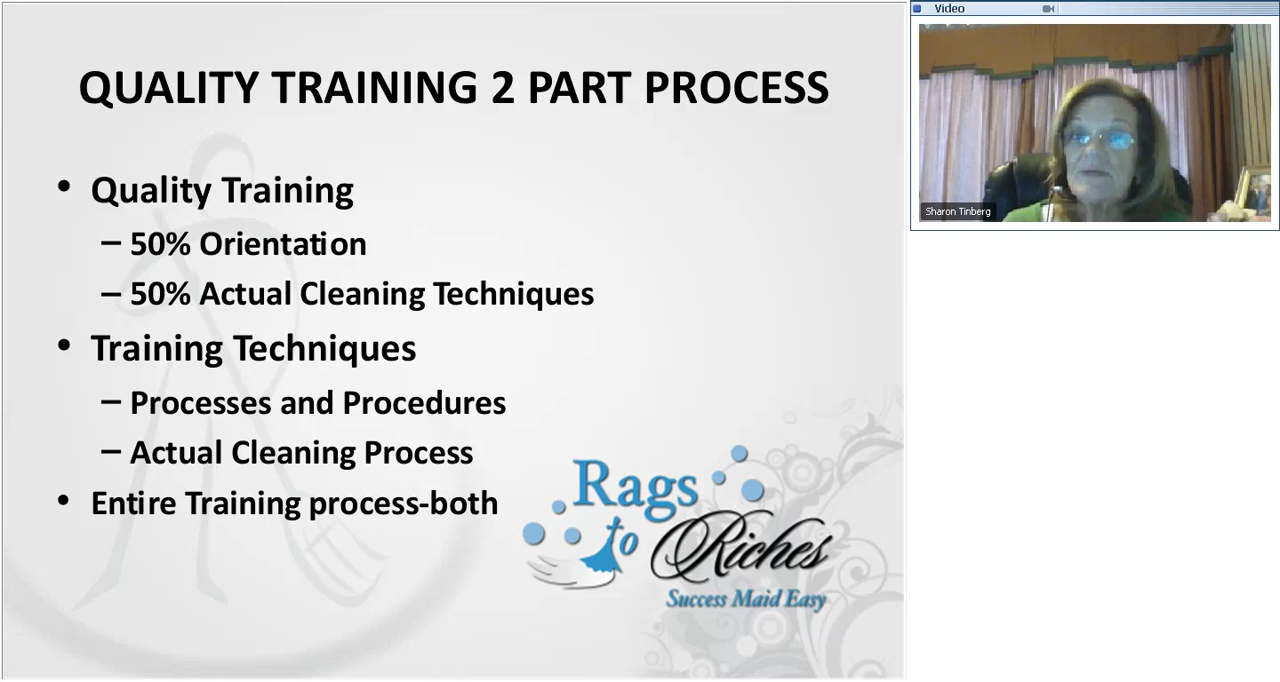 QUALITY TRAINING 2 PART PROCESS
• Quality Training
– 50% Orientation
– 50% Actual Cleaning Techniques
• Training Techniques
– Processes and Procedures
– Actual Cleaning Process
• Entire Training process-both
Rags
to Riches
Success Maid Easy
Video
Sharon Tinberg